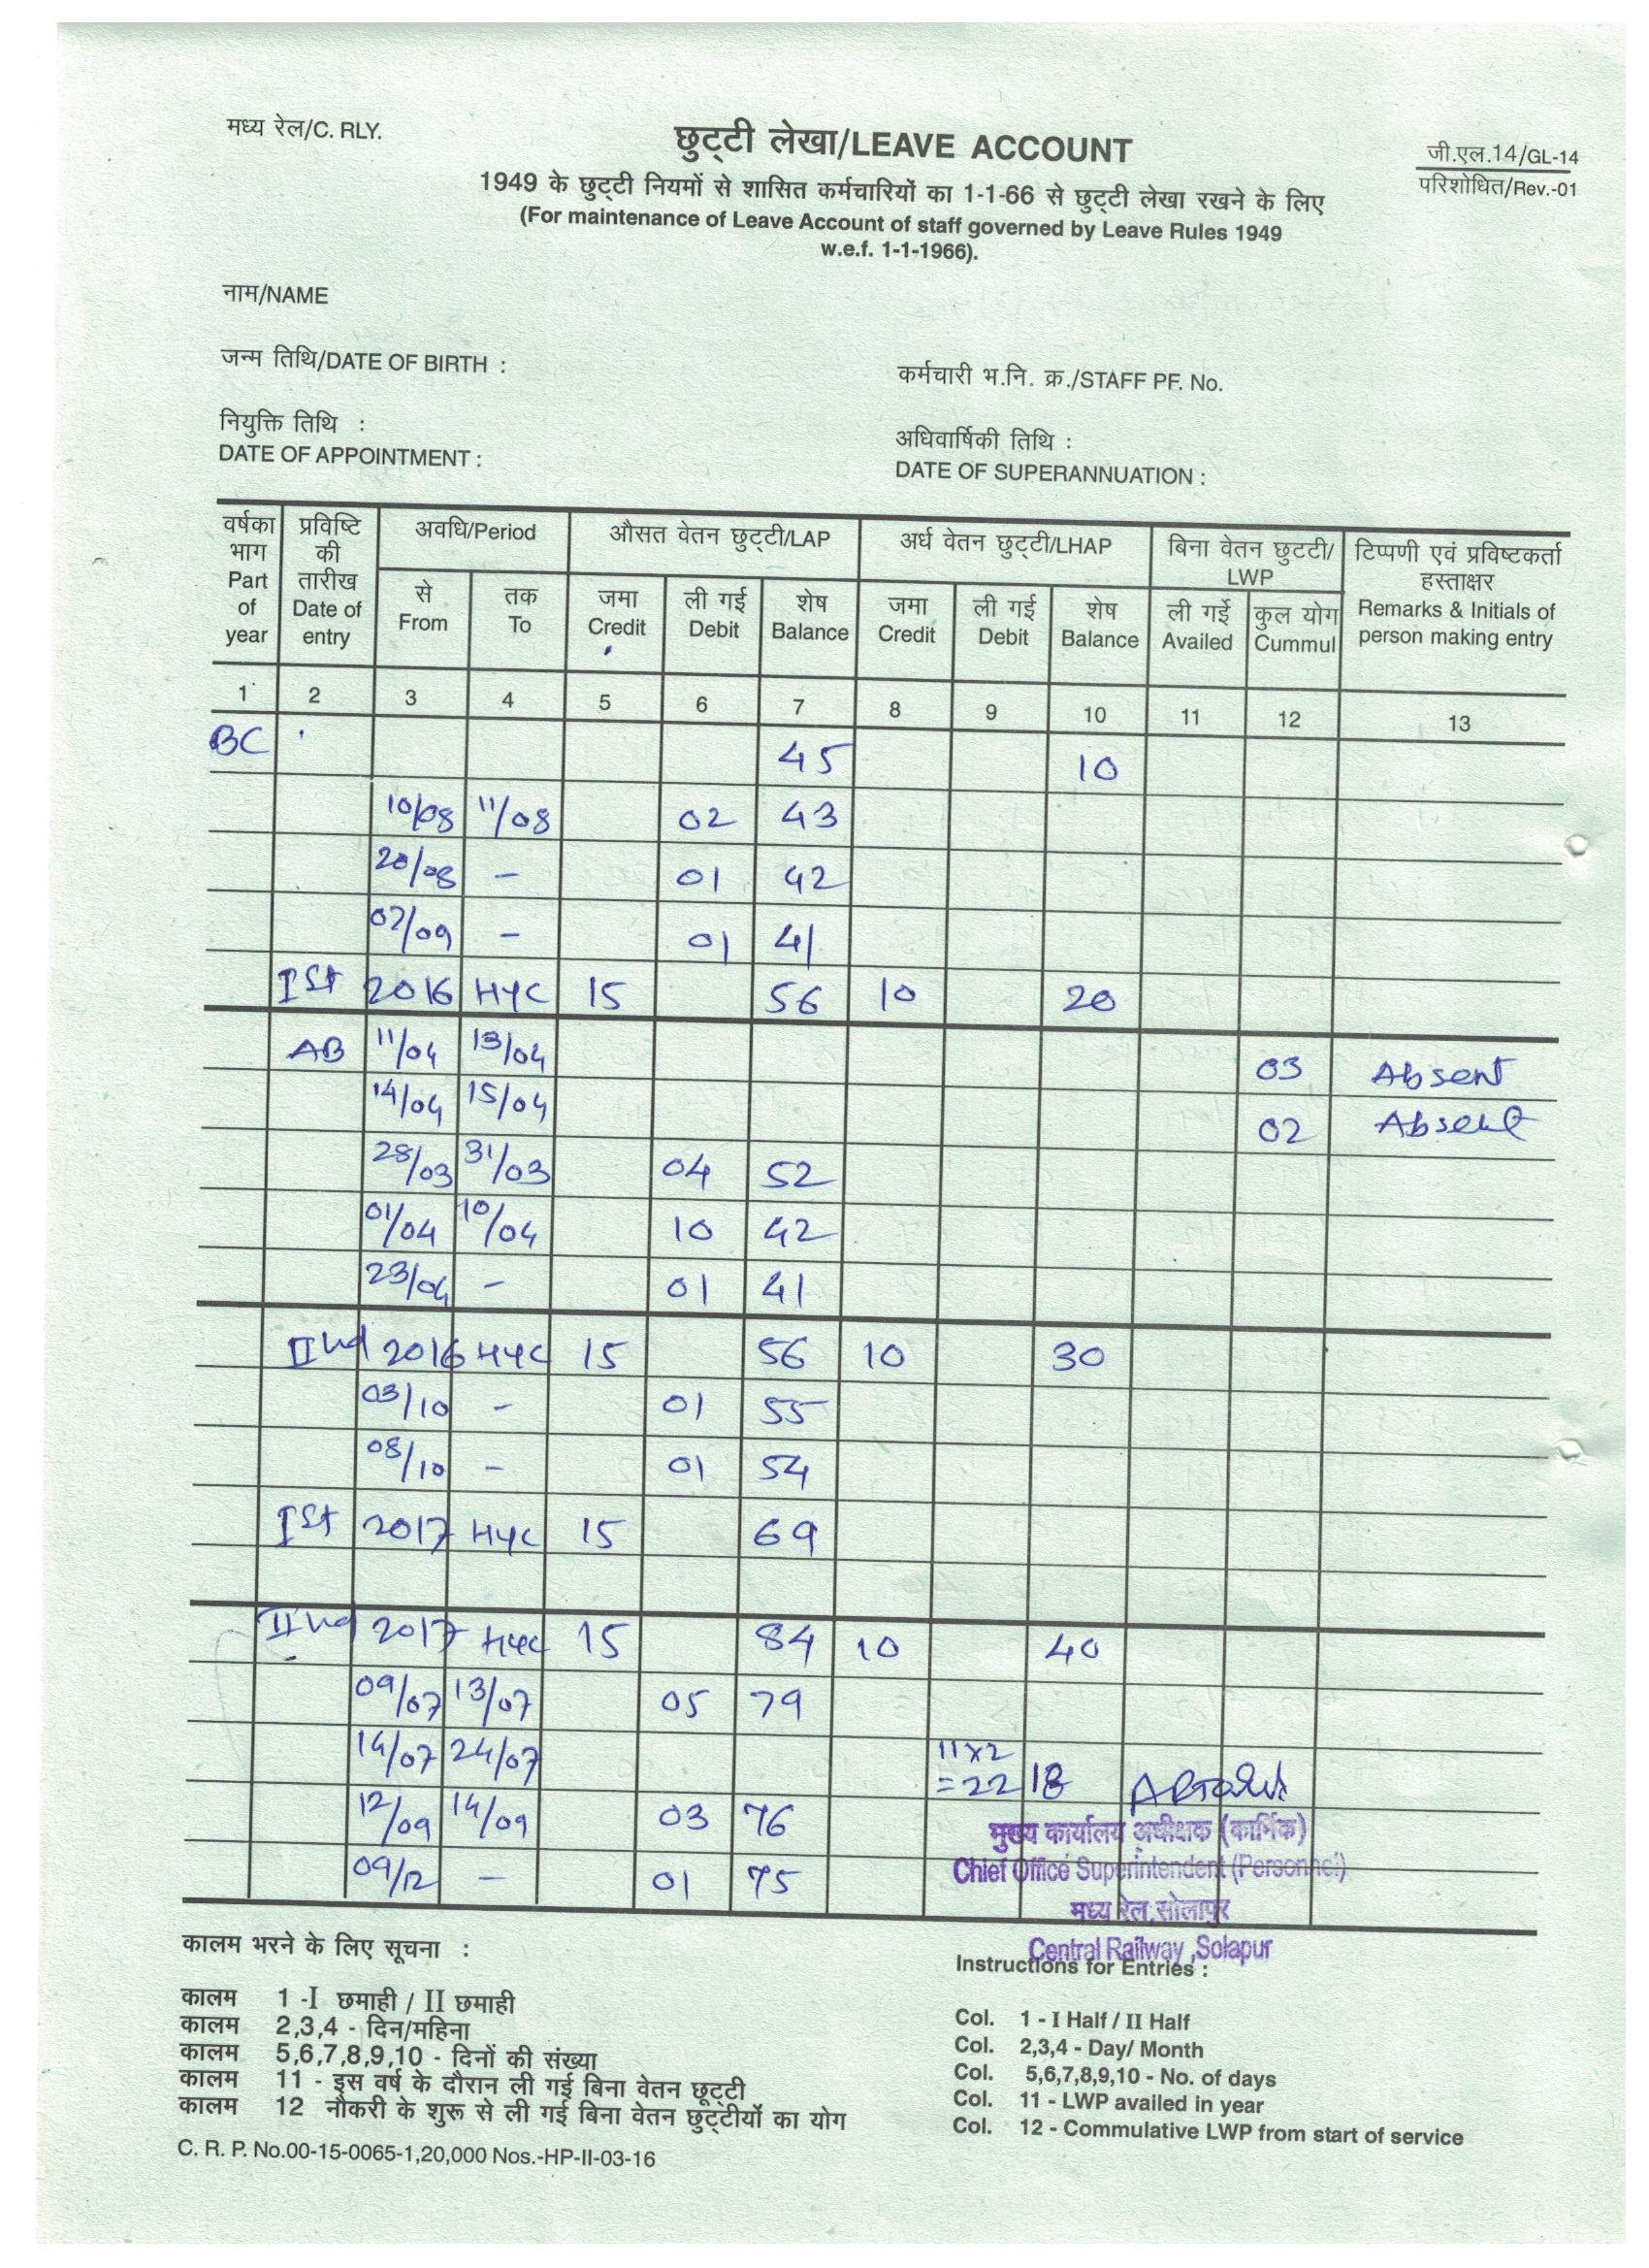 मध्य रेल/C. RLY.
छुट्टी लेखा/LEAVE ACCOUNT
जी.एल.14/GL-14
परिशोधित/Rev.-01
1949 के छुट्टी नियमों से शासित कर्मचारियों का 1-1-66 से छुट्टी लेखा रखने के लिए
(For maintenance of Leave Account of staff governed by Leave Rules 1949
w.e.f. 1-1-1966).
नाम/NAME
जन्म तिथि/DATE OF BIRTH :
कर्मचारी भ.नि. क्र./STAFF PF. No.
नियुक्ति तिथि :
DATE OF APPOINTMENT :
अधिवार्षिकी तिथि :
DATE OF SUPERANNUATION :
वर्षका भाग Part of year
प्रविष्टि की तारीख Date of entry
अवधि/Period
औसत वेतन छुट्टी/LAP
अर्ध वेतन छुट्टी/LHAP
बिना वेतन छुटटी/ LWP
टिप्पणी एवं प्रविष्टकर्ता हस्ताक्षर Remarks & Initials of person making entry
से From
तक To
जमा Credit
ली गई Debit
शेष Balance
जमा Credit
ली गई Debit
शेष Balance
ली गई Availed
कुल योग Cummul
1 2 3 4 5 6 7 8 9 10 11 12 13
BC 45 10
10/08 11/08 02 43
20/08 - 01 42
02/09 - 01 41
Ist 2016 HYC 15 56 10 20
AB 11/04 13/04 03 Absent
14/04 15/04 02 Absent
28/03 31/03 04 52
01/04 10/04 10 42
23/04 - 01 41
IInd 2016 HYC 15 56 10 30
03/10 - 01 55
08/10 - 01 54
Ist 2017 HYC 15 69
IInd 2017 HYC 15 84 10 40
09/07 13/07 05 79
14/07 24/07 11x2 =22 18
12/09 14/09 03 76
09/12 - 01 75
मुख्य कार्यालय अधीक्षक (कार्मिक)
Chief Office Superintendent (Personnel)
मध्य रेल, सोलापुर
Central Railway, Solapur
कालम भरने के लिए सूचना :
कालम 1 -I छमाही / II छमाही
कालम 2,3,4 - दिन/महिना
कालम 5,6,7,8,9,10 - दिनों की संख्या
कालम 11 - इस वर्ष के दौरान ली गई बिना वेतन छूट्टी
कालम 12 नौकरी के शुरू से ली गई बिना वेतन छुट्टीयों का योग
C. R. P. No.00-15-0065-1,20,000 Nos.-HP-II-03-16
Instructions for Entries :
Col. 1 - I Half / II Half
Col. 2,3,4 - Day/ Month
Col. 5,6,7,8,9,10 - No. of days
Col. 11 - LWP availed in year
Col. 12 - Commulative LWP from start of service